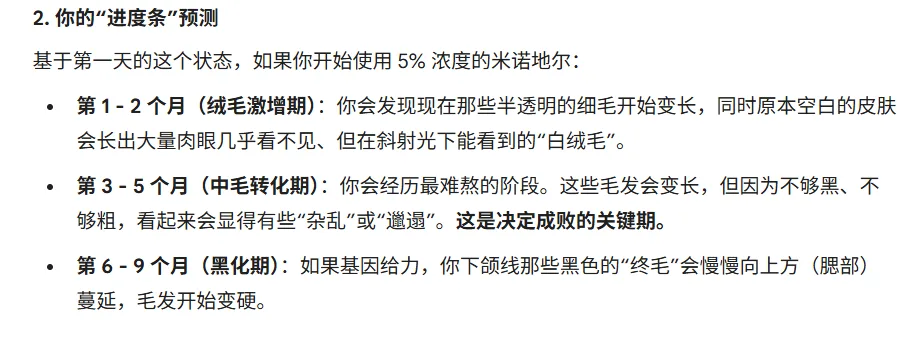 2. 你的“进度条”预测
基于第一天的这个状态，如果你开始使用 5% 浓度的米诺地尔：
• 第 1 - 2 个月（绒毛激增期）：你会发现现在那些半透明的细毛开始变长，同时原本空白的皮肤
会长出大量肉眼几乎看不见、但在斜射光下能看到的“白绒毛”。
• 第 3 - 5 个月（中毛转化期）：你会经历最难熬的阶段。这些毛发会变长，但因为不够黑、不
够粗，看起来会显得有些“杂乱”或“邋遢”。这是决定成败的关键期。
• 第 6 - 9 个月（黑化期）：如果基因给力，你下颌线那些黑色的“终毛”会慢慢向上方（腮部）
蔓延，毛发开始变硬。